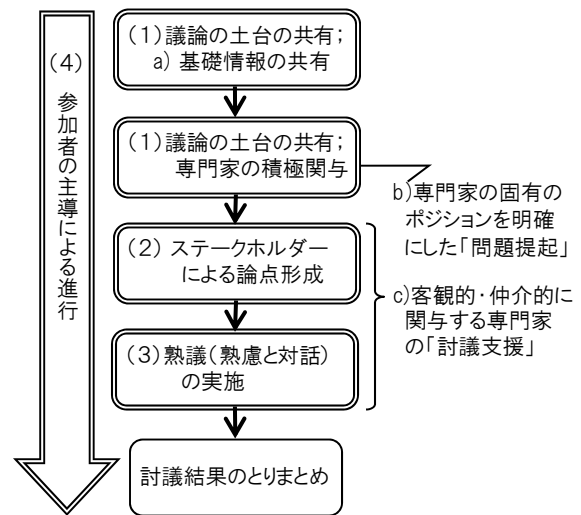 (4)
参加者の主導による進行
(1)議論の土台の共有;
a) 基礎情報の共有
(1)議論の土台の共有;
専門家の積極関与
b)専門家の固有の
ポジションを明確
にした「問題提起」
(2) ステークホルダー
による論点形成
c)客観的・仲介的に
関与する専門家
の「討議支援」
(3) 熟議(熟慮と対話)
の実施
討議結果のとりまとめ